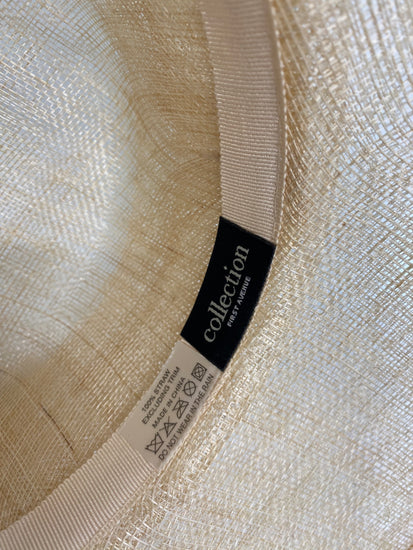 collection
FIRST AVENUE
100% STRAW
EXCLUDING TRIM
MADE IN CHINA
DO NOT WEAR IN THE RAIN